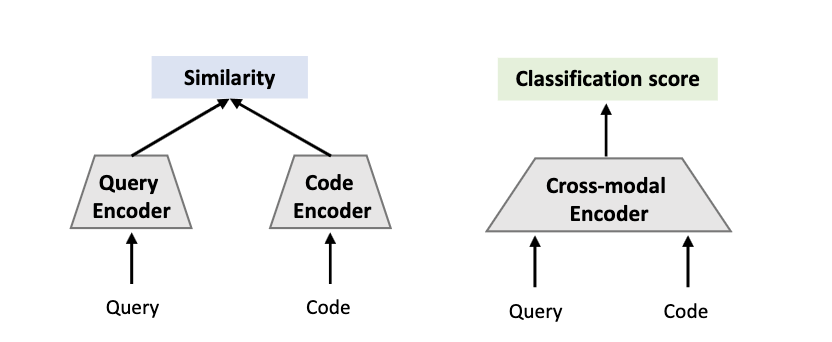 Similarity
Query
Encoder
Code
Encoder
Query
Code
Classification score
Cross-modal
Encoder
Query
Code